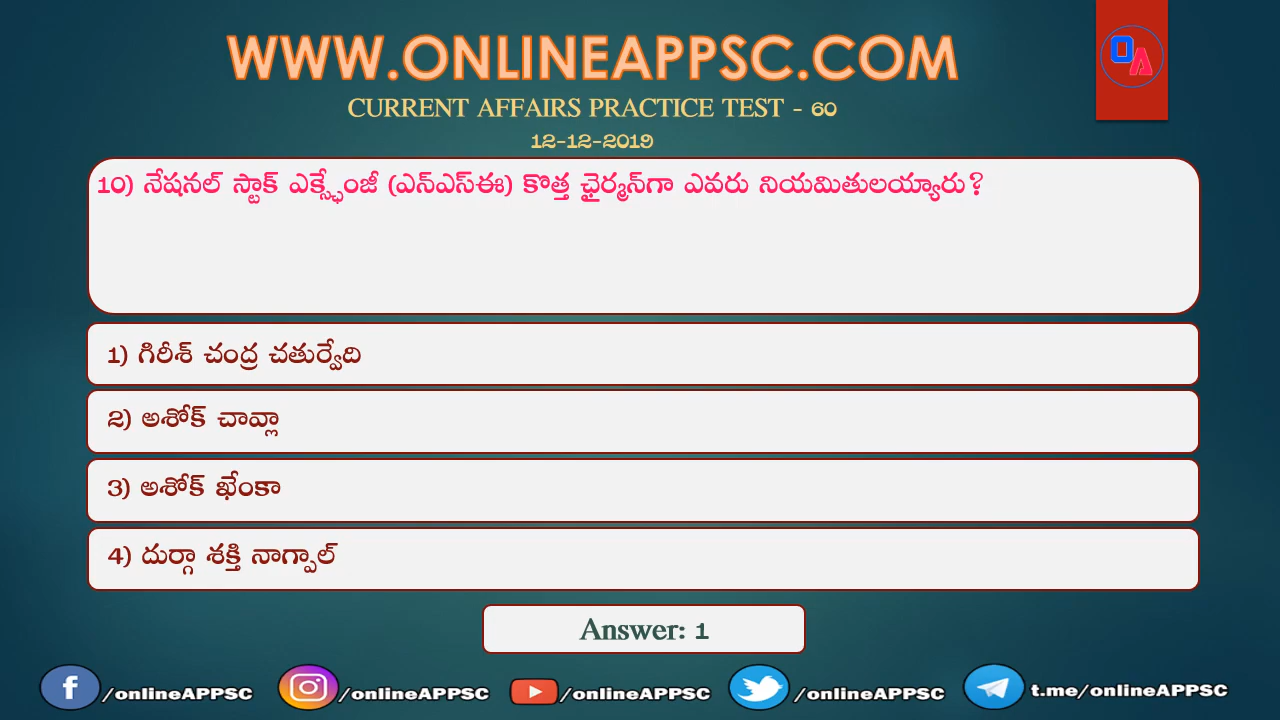 WWW.ONLINEAPPSC.COM
OA
CURRENT AFFAIRS PRACTICE TEST - 60
12-12-2019
10) నేషనల్ స్టాక్ ఎక్స్ఛేంజీ (ఎన్ఎస్ఈ) కొత్త ఛైర్మన్‌గా ఎవరు నియమితులయ్యారు?
1) గిరీశ్ చంద్ర చతుర్వేది
2) అశోక్ చావ్లా
3) అశోక్ ఖేంకా
4) దుర్గా శక్తి నాగ్పాల్
Answer: 1
/onlineAPPSC /onlineAPPSC /onlineAPPSC /onlineAPPSC t.me/onlineAPPSC